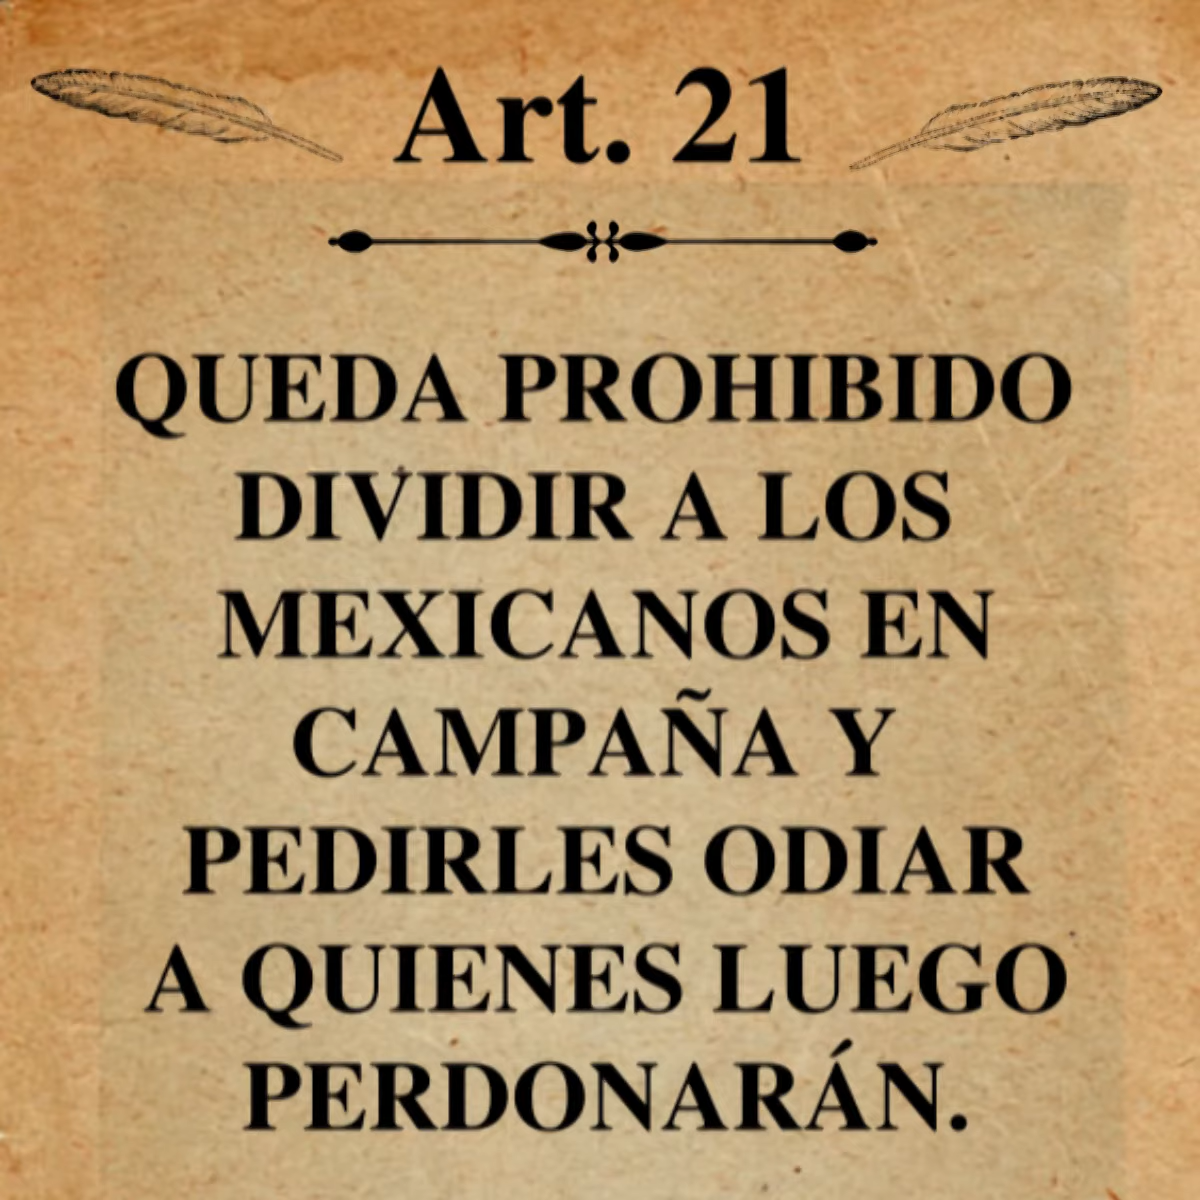 Art. 21
QUEDA PROHIBIDO
DIVIDIR A LOS
MEXICANOS EN
CAMPAÑA Y
PEDIRLES ODIAR
A QUIENES LUEGO
PERDONARÁN.